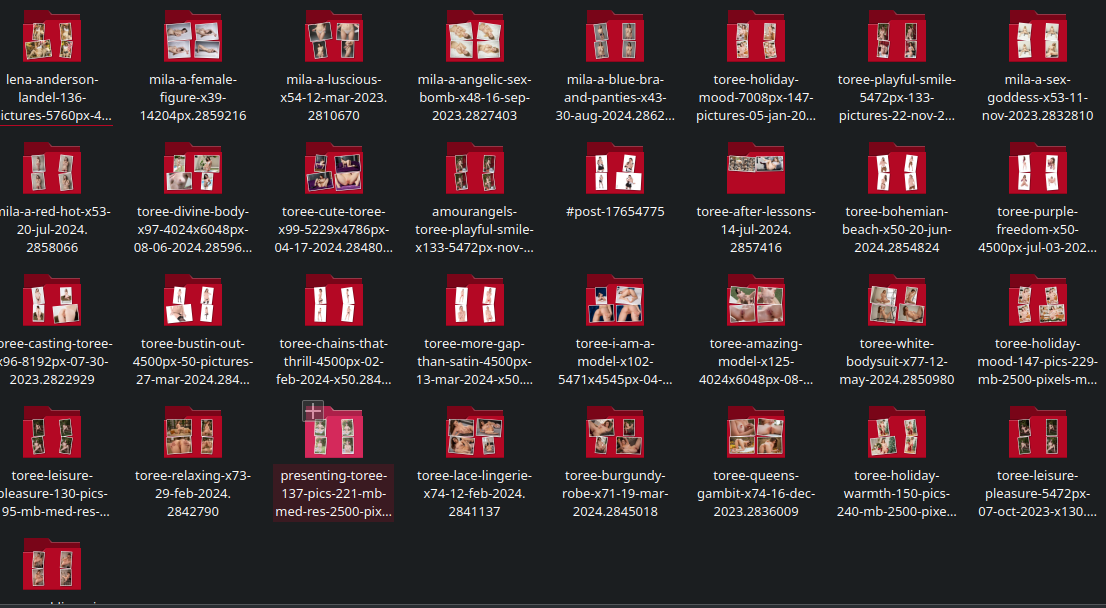 lena-anderson-
landel-136-
ictures-5760px-4...
mila-a-female-
figure-x39-
14204px.2859216
mila-a-luscious-
x54-12-mar-2023.
2810670
mila-a-angelic-sex-
bomb-x48-16-sep-
2023.2827403
mila-a-blue-bra-
and-panties-x43-
30-aug-2024.2862...
toree-holiday-
mood-7008px-147-
pictures-05-jan-20...
toree-playful-smile-
5472px-133-
pictures-22-nov-2...
mila-a-sex-
goddess-x53-11-
nov-2023.2832810
mila-a-red-hot-x53-
20-jul-2024.
2858066
toree-divine-body-
x97-4024x6048px-
08-06-2024.28596...
toree-cute-toree-
x99-5229x4786px-
04-17-2024.28480...
amourangels-
toree-playful-smile-
x133-5472px-nov-...
#post-17654775
toree-after-lessons-
14-jul-2024.
2857416
toree-bohemian-
beach-x50-20-jun-
2024.2854824
toree-purple-
freedom-x50-
4500px-jul-03-202...
oree-casting-toree-
x96-8192px-07-30-
2023.2822929
toree-bustin-out-
4500px-50-pictures-
27-mar-2024.284...
toree-chains-that-
thrill-4500px-02-
feb-2024-x50.284...
toree-more-gap-
than-satin-4500px-
13-mar-2024-x50....
toree-i-am-a-
model-x102-
5471x4545px-04-...
toree-amazing-
model-x125-
4024x6048px-08-...
toree-white-
bodysuit-x77-12-
may-2024.2850980
toree-holiday-
mood-147-pics-229-
mb-2500-pixels-m...
toree-leisure-
pleasure-130-pics-
95-mb-med-res-...
toree-relaxing-x73-
29-feb-2024.
2842790
presenting-toree-
137-pics-221-mb-
med-res-2500-pix...
toree-lace-lingerie-
x74-12-feb-2024.
2841137
toree-burgundy-
robe-x71-19-mar-
2024.2845018
toree-queens-
gambit-x74-16-dec-
2023.2836009
toree-holiday-
warmth-150-pics-
240-mb-2500-pixe...
toree-leisure-
pleasure-5472px-
07-oct-2023-x130....